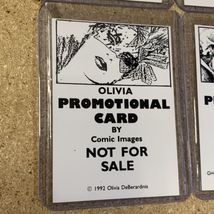 OLIVIA
PROMOTIONAL
CARD
BY
Comic Images
NOT FOR
SALE
© 1992 Olivia DeBerardinis